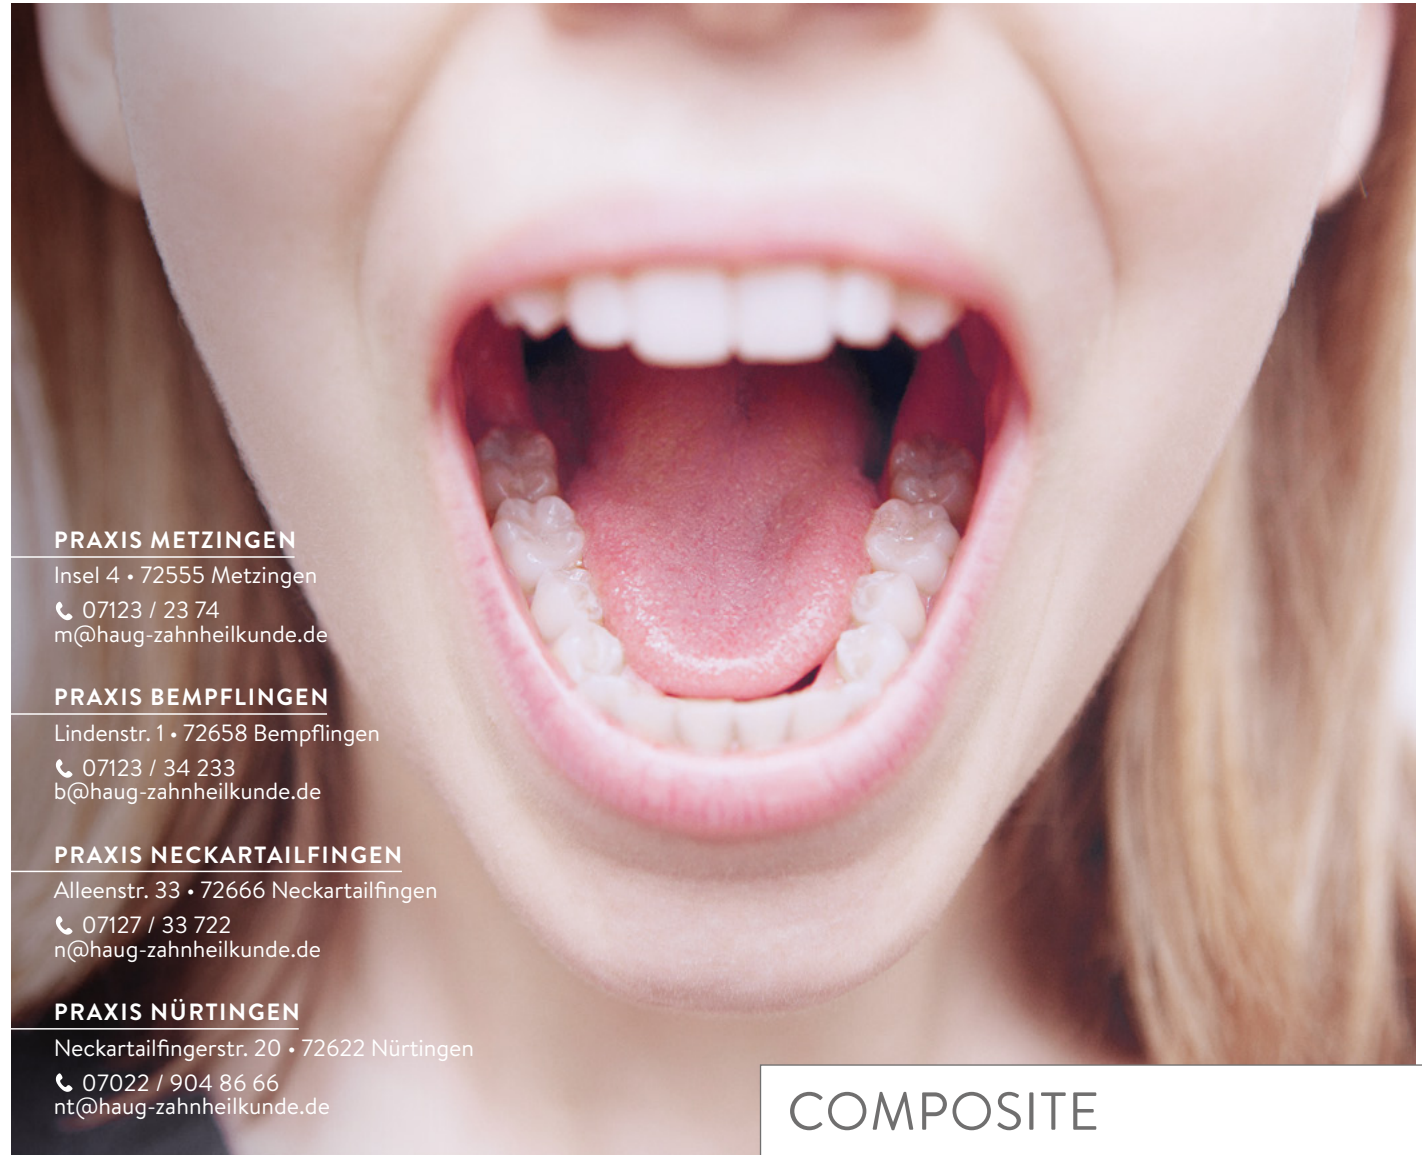 PRAXIS METZINGEN
Insel 4 • 72555 Metzingen
07123 / 23 74
m@haug-zahnheilkunde.de
PRAXIS BEMPFLINGEN
Lindenstr. 1 • 72658 Bempflingen
07123 / 34 233
b@haug-zahnheilkunde.de
PRAXIS NECKARTAILFINGEN
Alleenstr. 33 • 72666 Neckartailfingen
07127 / 33 722
n@haug-zahnheilkunde.de
PRAXIS NÜRTINGEN
Neckartailfingerstr. 20 • 72622 Nürtingen
07022 / 904 86 66
nt@haug-zahnheilkunde.de
COMPOSITE